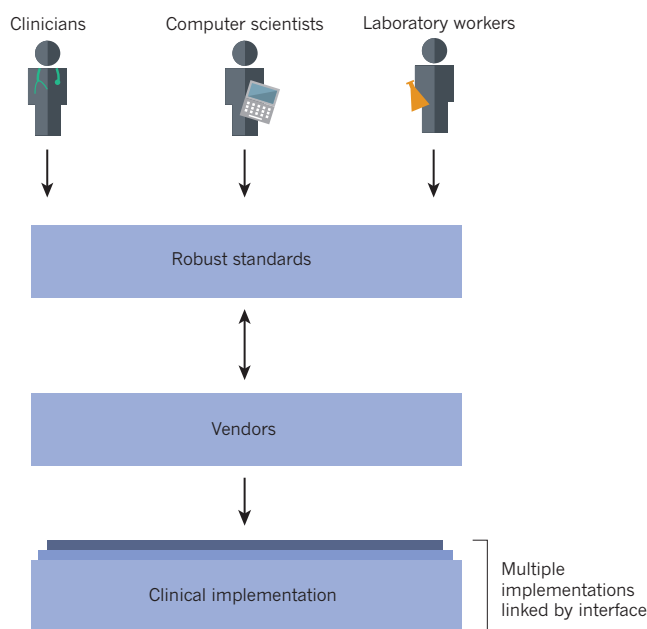 Clinicians
Computer scientists
Laboratory workers
Robust standards
Vendors
Clinical implementation
Multiple
implementations
linked by interface